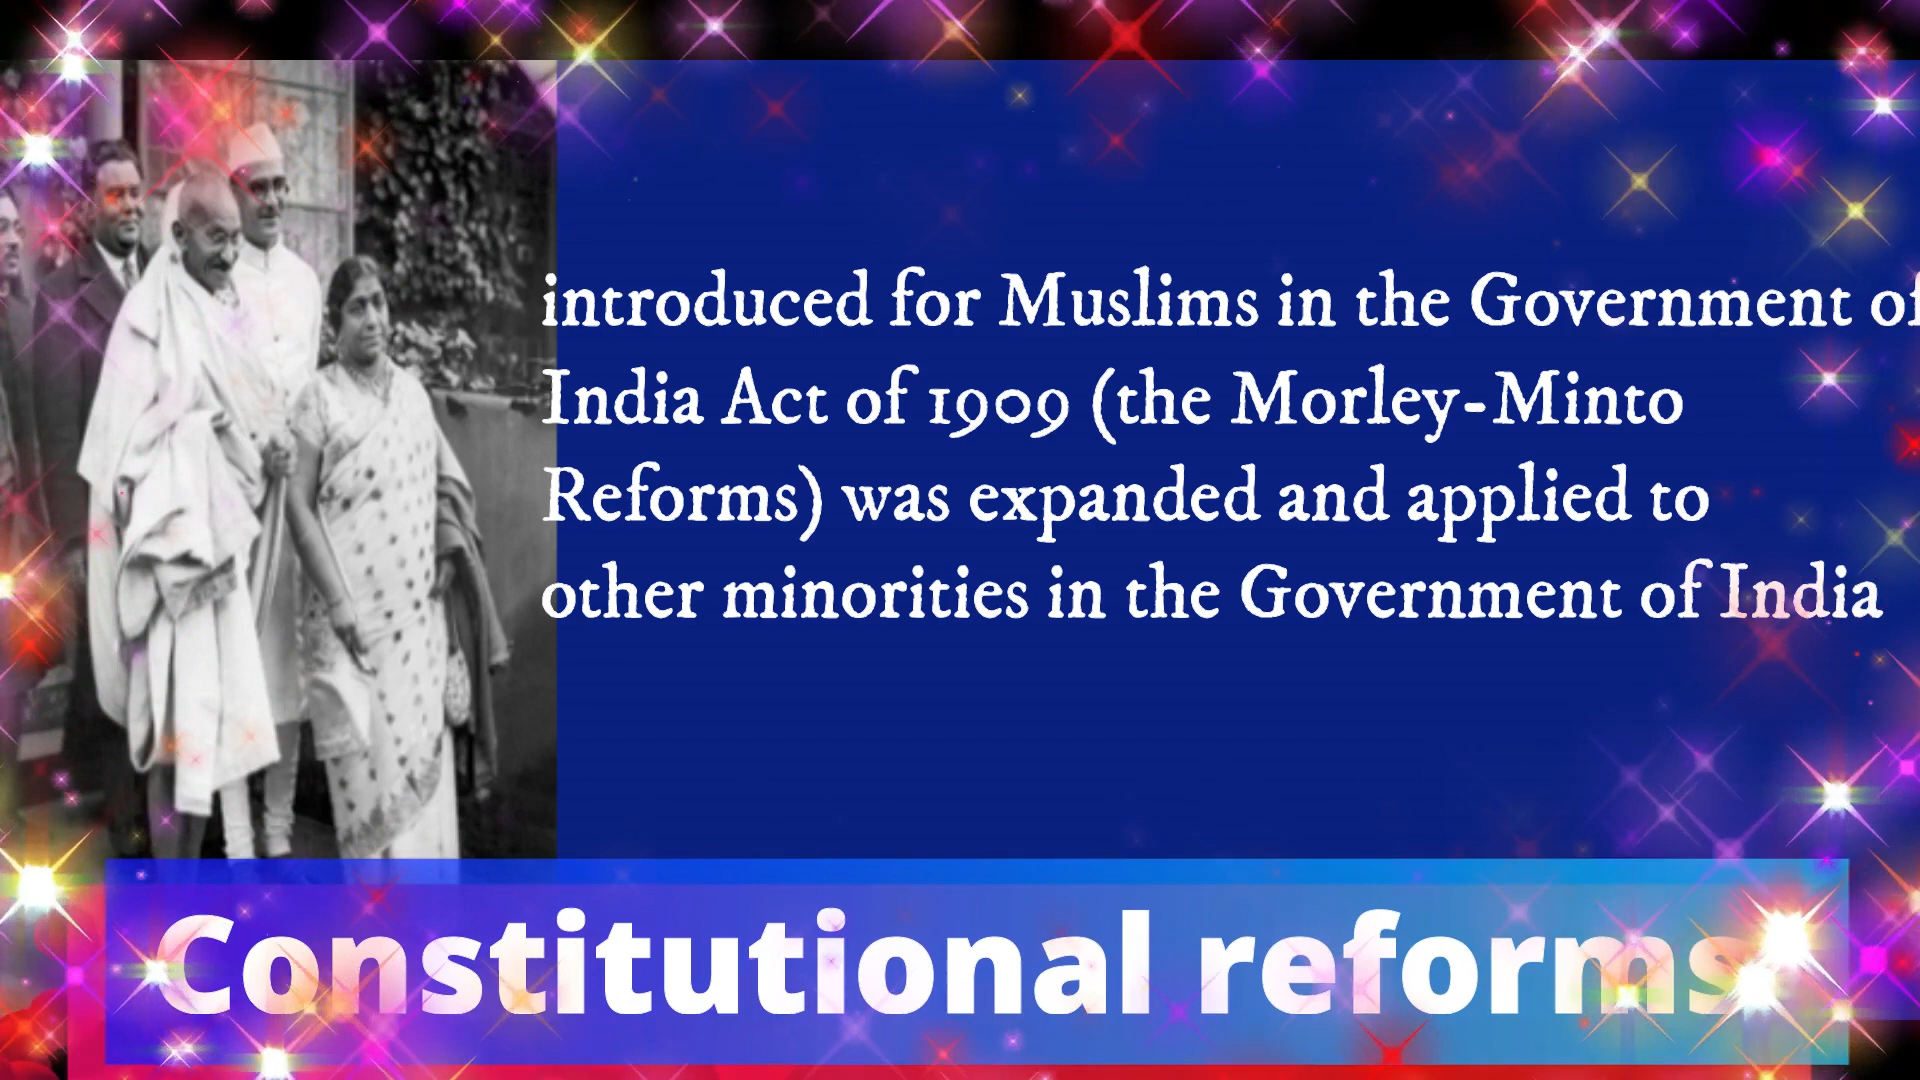 introduced for Muslims in the Government of
India Act of 1909 (the Morley-Minto
Reforms) was expanded and applied to
other minorities in the Government of India
Constitutional reforms